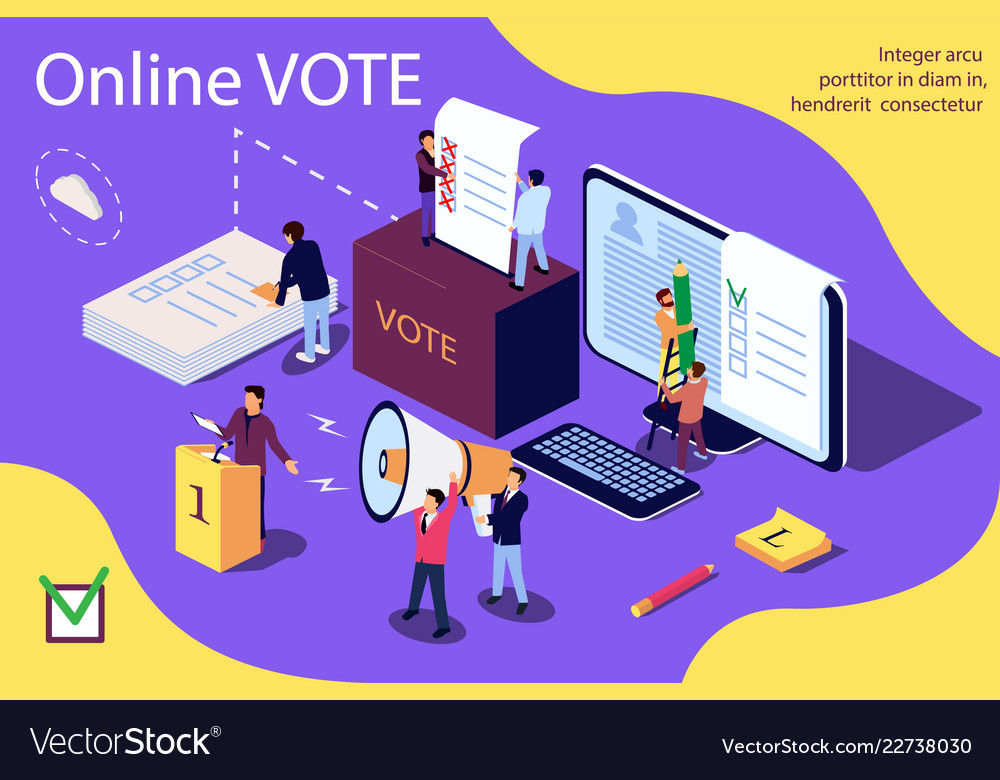 Online VOTE
Integer arcu
porttitor in diam in,
hendrerit consectetur
VOTE
1
L
VectorStock®
VectorStock.com/22738030